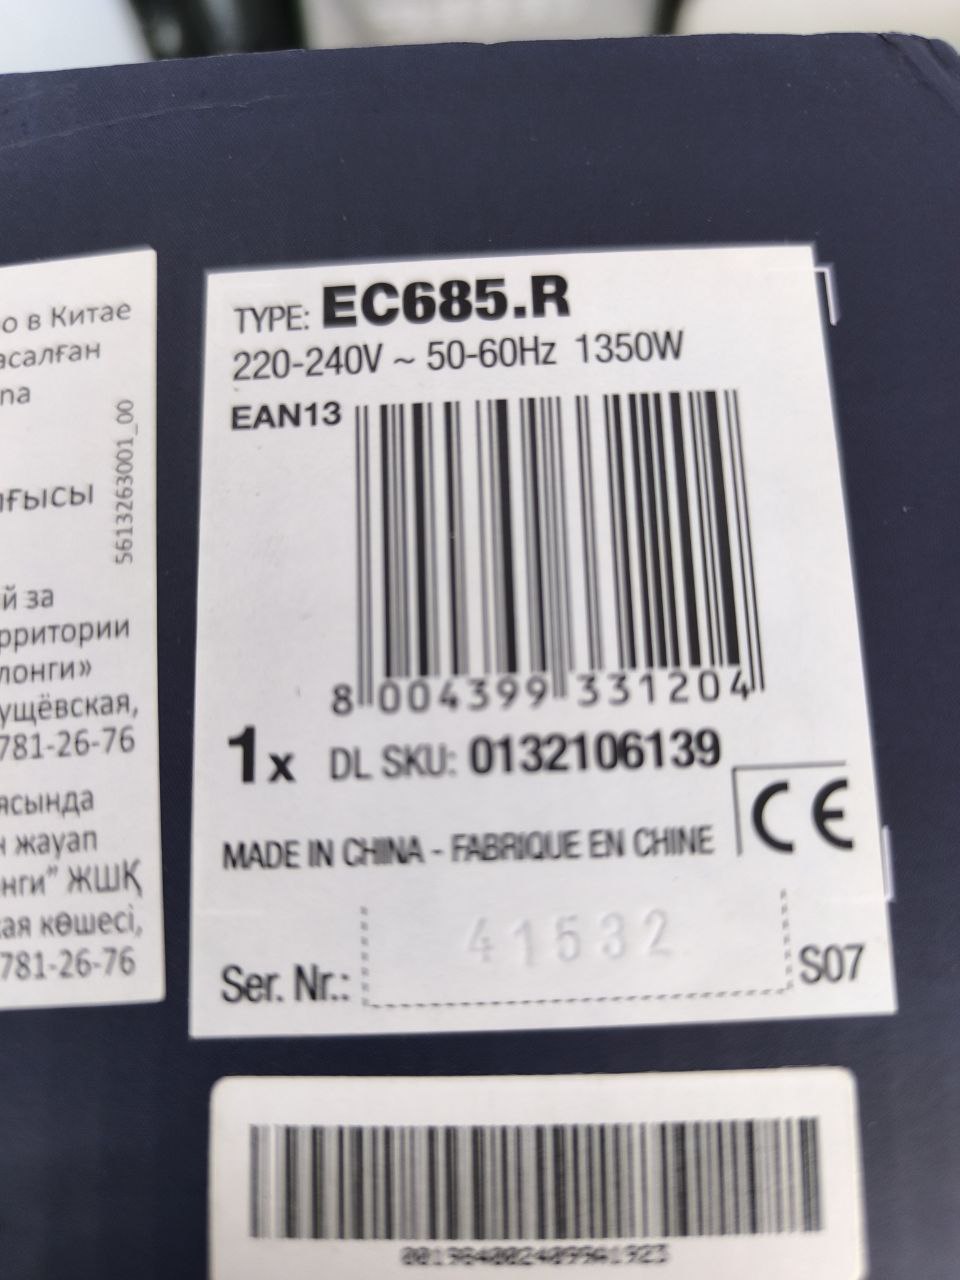 о в Китае
асалған
na
5613263001_00
ығысы
й за
рритории
лонги»
ущёвская,
781-26-76
ясында
н жауап
нги” ЖШҚ
ая көшесі,
781-26-76
TYPE: EC685.R
220-240V ~ 50-60Hz 1350W
EAN13
8 004399 331204
1x DL SKU: 0132106139
CE
MADE IN CHINA - FABRIQUE EN CHINE
41532
Ser. Nr.: S07